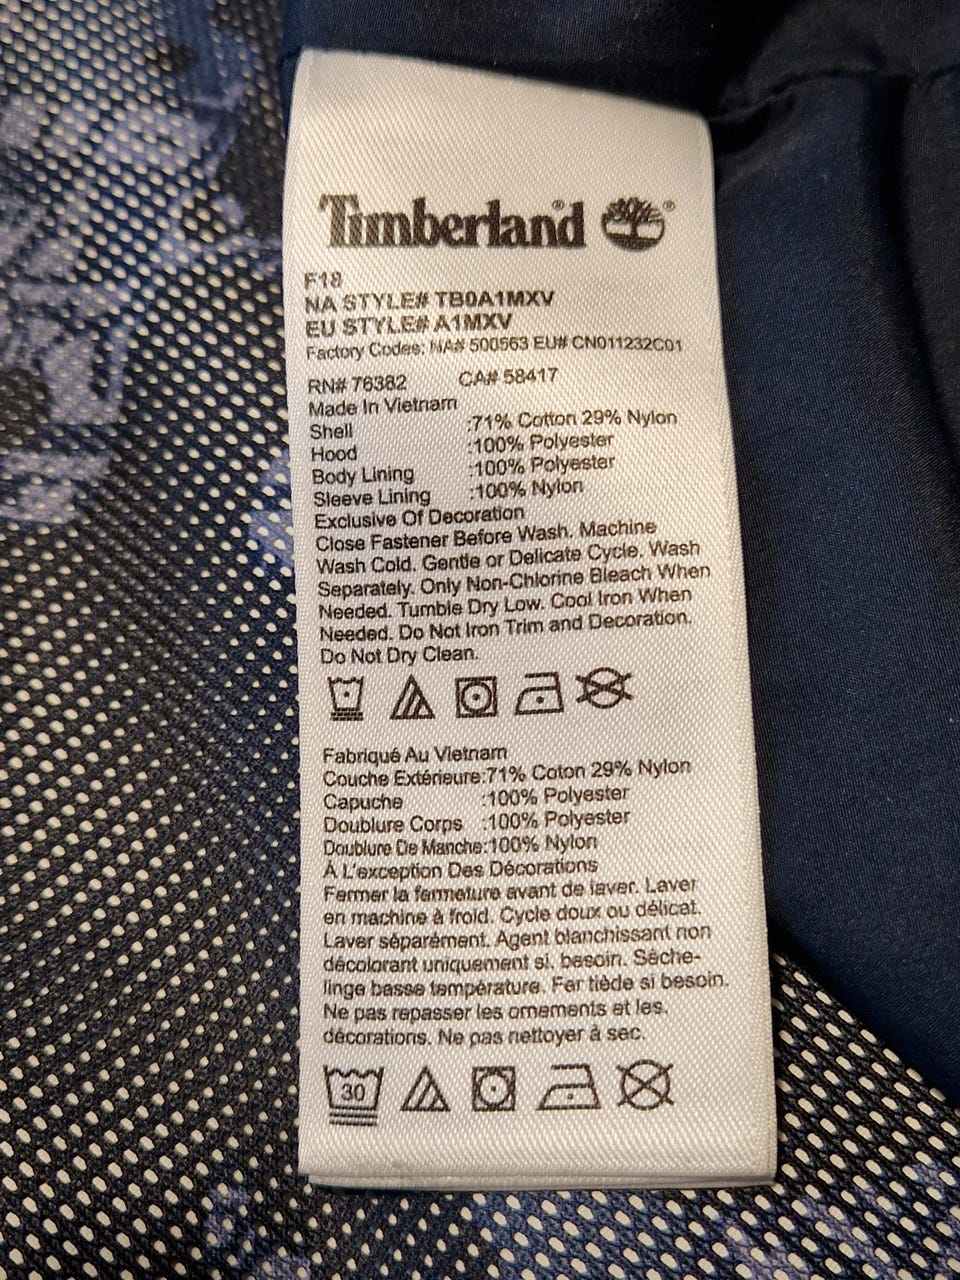 Timberland®
F18
NA STYLE# TB0A1MXV
EU STYLE# A1MXV
Factory Codes: NA# 500563 EU# CN011232C01
RN# 76382 CA# 58417
Made In Vietnam
Shell :71% Cotton 29% Nylon
Hood :100% Polyester
Body Lining :100% Polyester
Sleeve Lining :100% Nylon
Exclusive Of Decoration
Close Fastener Before Wash. Machine
Wash Cold. Gentle or Delicate Cycle. Wash
Separately. Only Non-Chlorine Bleach When
Needed. Tumble Dry Low. Cool Iron When
Needed. Do Not Iron Trim and Decoration.
Do Not Dry Clean.
Fabriqué Au Vietnam
Couche Extérieure:71% Coton 29% Nylon
Capuche :100% Polyester
Doublure Corps :100% Polyester
Doublure De Manche:100% Nylon
À L'exception Des Décorations
Fermer la fermeture avant de laver. Laver
en machine à froid. Cycle doux ou délicat.
Laver séparément. Agent blanchissant non
décolorant uniquement si, besoin. Sèche-
linge basse température. Fer tiède si besoin.
Ne pas repasser les ornements et les,
décorations. Ne pas nettoyer à sec.
30